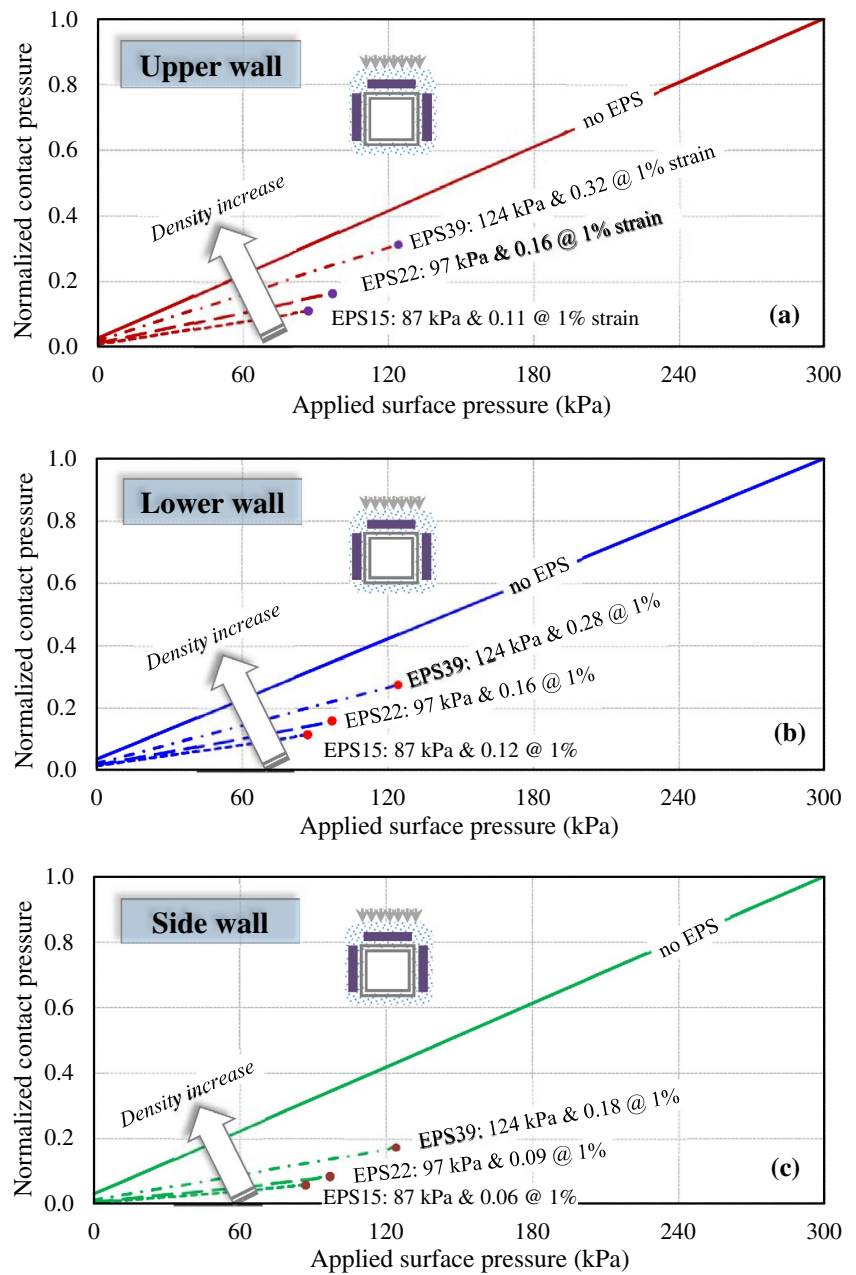 Upper wall
no EPS
Density increase
EPS39: 124 kPa & 0.32 @ 1% strain
EPS22: 97 kPa & 0.16 @ 1% strain
EPS15: 87 kPa & 0.11 @ 1% strain
(a)
Normalized contact pressure
1.0
0.8
0.6
0.4
0.2
0.0
0 60 120 180 240 300
Applied surface pressure (kPa)
Lower wall
no EPS
Density increase
EPS39: 124 kPa & 0.28 @ 1%
EPS22: 97 kPa & 0.16 @ 1%
EPS15: 87 kPa & 0.12 @ 1%
(b)
Normalized contact pressure
1.0
0.8
0.6
0.4
0.2
0.0
0 60 120 180 240 300
Applied surface pressure (kPa)
Side wall
no EPS
Density increase
EPS39: 124 kPa & 0.18 @ 1%
EPS22: 97 kPa & 0.09 @ 1%
EPS15: 87 kPa & 0.06 @ 1%
(c)
Normalized contact pressure
1.0
0.8
0.6
0.4
0.2
0.0
0 60 120 180 240 300
Applied surface pressure (kPa)